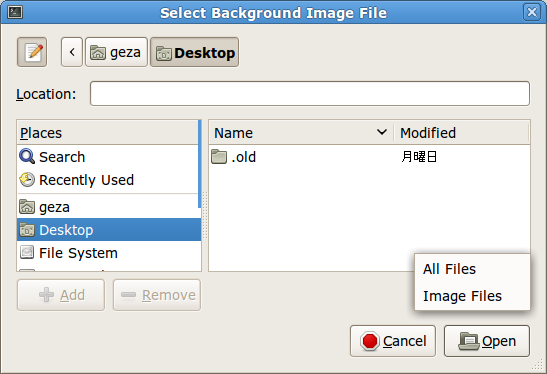 Select Background Image File
geza Desktop
Location:
Places
Search
Recently Used
geza
Desktop
File System
Name Modified
.old 月曜日
All Files
Image Files
Add Remove
Cancel Open